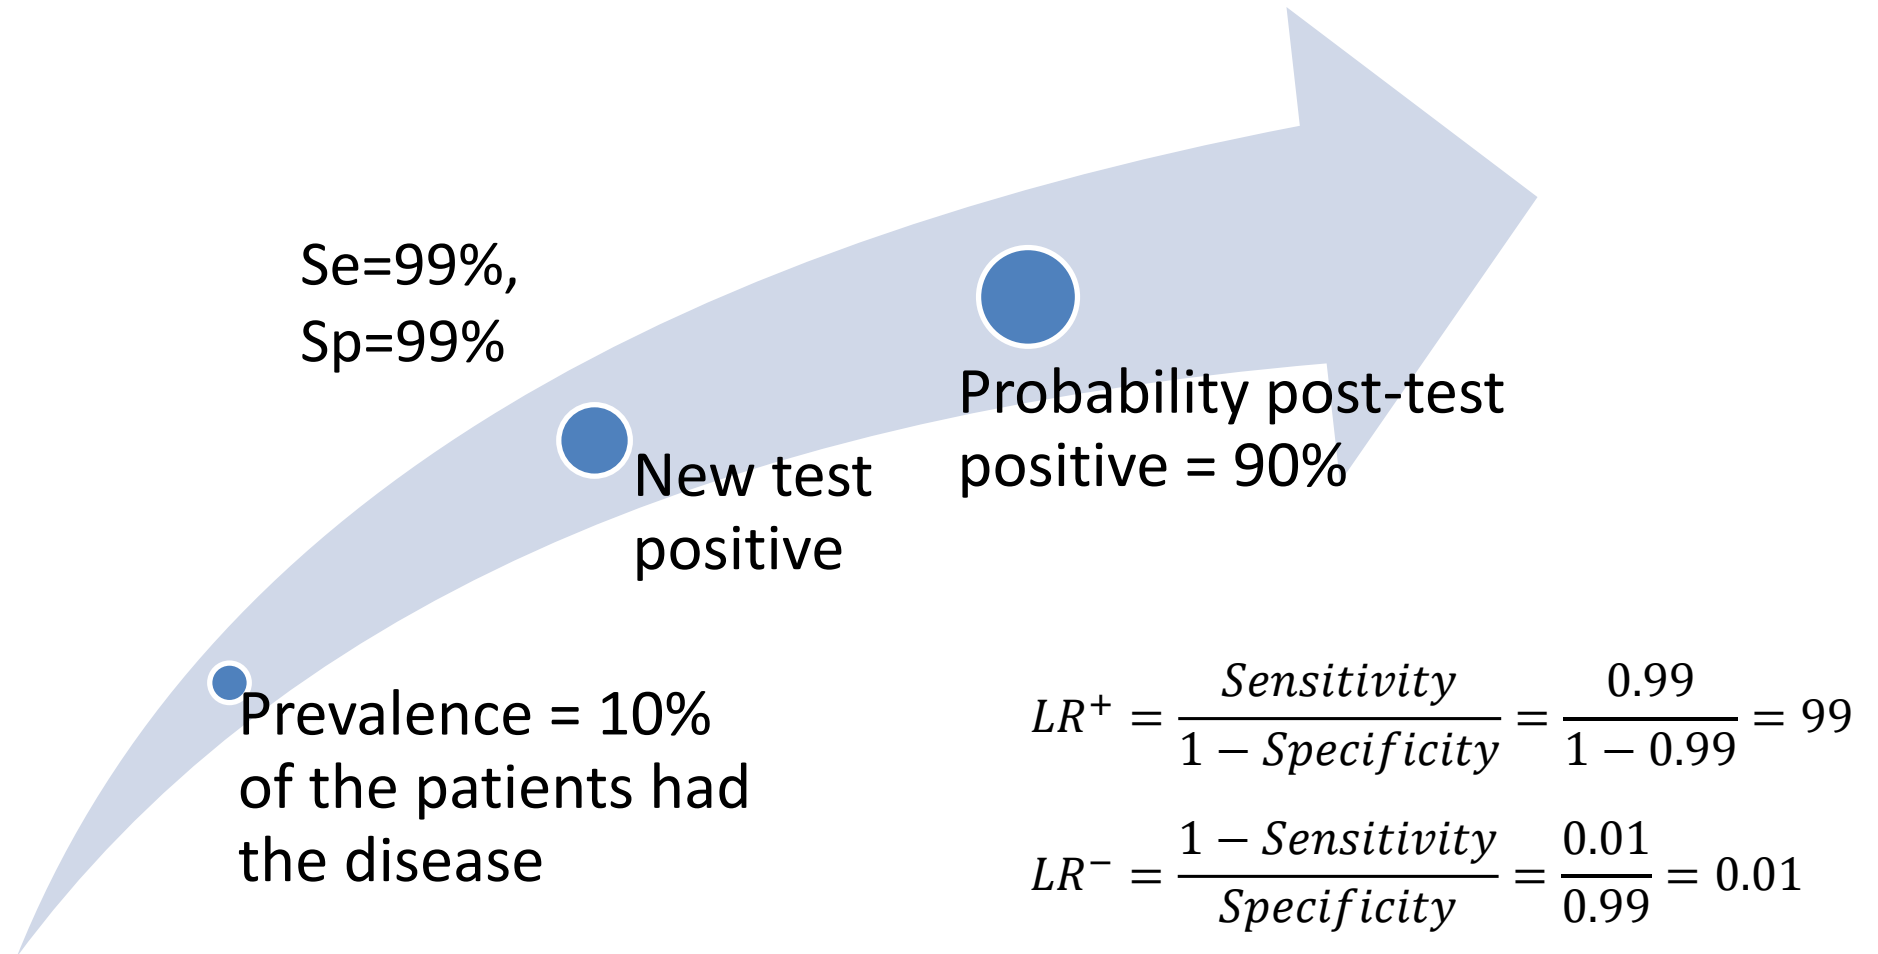 Se=99%,
Sp=99%
Probability post-test
positive = 90%
New test
positive
Prevalence = 10%
of the patients had
the disease
LR⁺ = Sensitivity / 1 − Specificity = 0.99 / 1 − 0.99 = 99
LR⁻ = 1 − Sensitivity / Specificity = 0.01 / 0.99 = 0.01